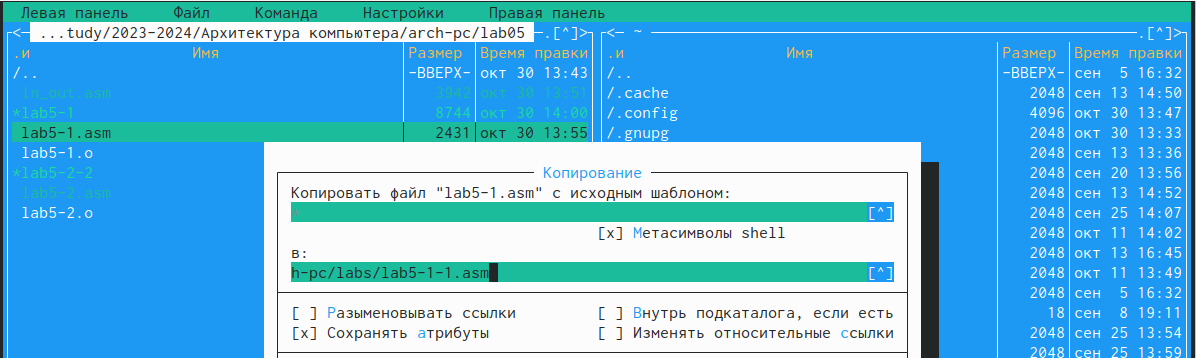 Левая панель Файл Команда Настройки Правая панель
<— ...tudy/2023-2024/Архитектура компьютера/arch-pc/lab05 .[^]> <— ~ .[^]>
.и Имя Размер Время правки .и Имя Размер Время правки
/.. -ВВЕРХ- окт 30 13:43 /.. -ВВЕРХ- сен 5 16:32
in_out.asm 3942 окт 30 13:51 /.cache 2048 сен 13 14:50
*lab5-1 8744 окт 30 14:00 /.config 4096 окт 30 13:47
lab5-1.asm 2431 окт 30 13:55 /.gnupg 2048 окт 30 13:33
lab5-1.o 2048 сен 13 13:36
*lab5-2-2 Копирование 2048 сен 20 13:56
lab5-2.asm Копировать файл "lab5-1.asm" с исходным шаблоном: 2048 сен 13 14:52
lab5-2.o * [^] 2048 сен 25 14:07
[x] Метасимволы shell 2048 окт 11 14:02
в: 2048 окт 13 16:45
h-pc/labs/lab5-1-1.asm [^] 2048 окт 11 13:49
2048 сен 5 16:32
[ ] Разыменовывать ссылки [ ] Внутрь подкаталога, если есть 18 сен 8 19:11
[x] Сохранять атрибуты [ ] Изменять относительные ссылки 2048 сен 25 13:54
2048 сен 25 13:59